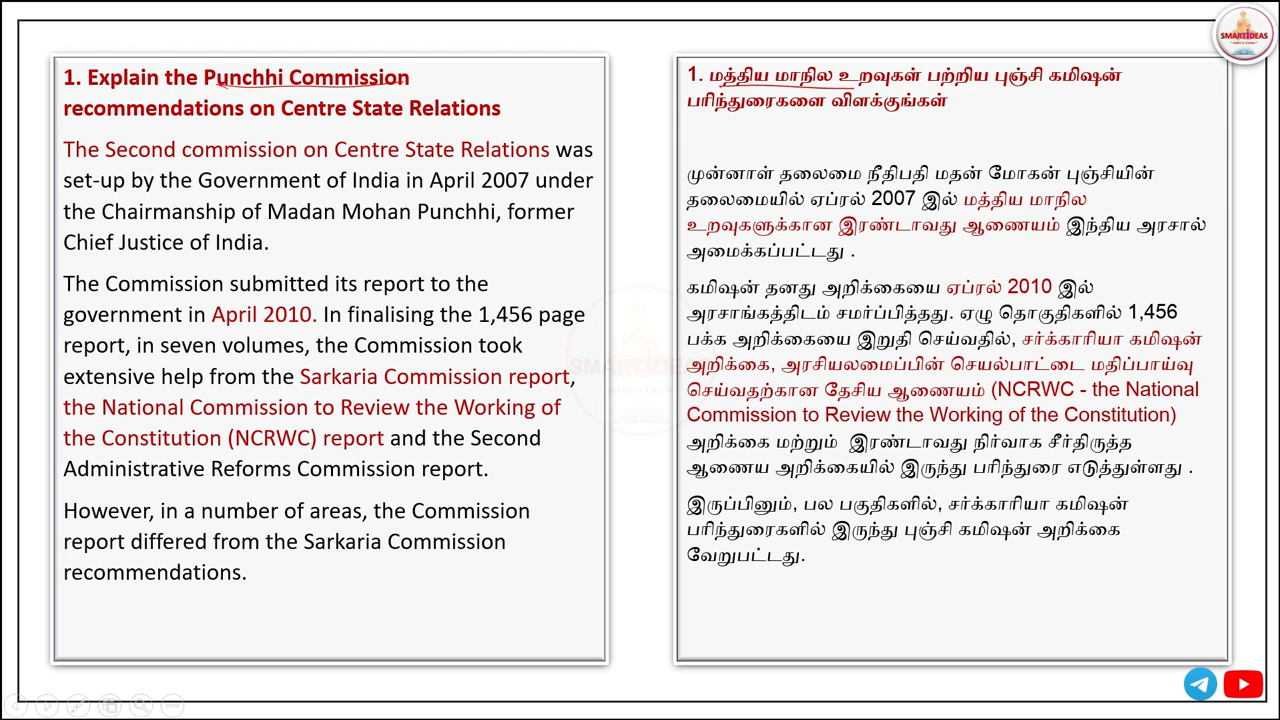 1. Explain the Punchhi Commission
recommendations on Centre State Relations
The Second commission on Centre State Relations was
set-up by the Government of India in April 2007 under
the Chairmanship of Madan Mohan Punchhi, former
Chief Justice of India.
The Commission submitted its report to the
government in April 2010. In finalising the 1,456 page
report, in seven volumes, the Commission took
extensive help from the Sarkaria Commission report,
the National Commission to Review the Working of
the Constitution (NCRWC) report and the Second
Administrative Reforms Commission report.
However, in a number of areas, the Commission
report differed from the Sarkaria Commission
recommendations.
1. மத்திய மாநில உறவுகள் பற்றிய புஞ்சி கமிஷன்
பரிந்துரைகளை விளக்குங்கள்
முன்னாள் தலைமை நீதிபதி மதன் மோகன் புஞ்சியின்
தலைமையில் ஏப்ரல் 2007 இல் மத்திய மாநில
உறவுகளுக்கான இரண்டாவது ஆணையம் இந்திய அரசால்
அமைக்கப்பட்டது .
கமிஷன் தனது அறிக்கையை ஏப்ரல் 2010 இல்
அரசாங்கத்திடம் சமர்ப்பித்தது. ஏழு தொகுதிகளில் 1,456
பக்க அறிக்கையை இறுதி செய்வதில், சர்க்காரியா கமிஷன்
அறிக்கை, அரசியலமைப்பின் செயல்பாட்டை மதிப்பாய்வு
செய்வதற்கான தேசிய ஆணையம் (NCRWC - the National
Commission to Review the Working of the Constitution)
அறிக்கை மற்றும் இரண்டாவது நிர்வாக சீர்திருத்த
ஆணைய அறிக்கையில் இருந்து பரிந்துரை எடுத்துள்ளது .
இருப்பினும், பல பகுதிகளில், சர்க்காரியா கமிஷன்
பரிந்துரைகளில் இருந்து புஞ்சி கமிஷன் அறிக்கை
வேறுபட்டது.
SMARTIDEAS
SMARTIDEAS